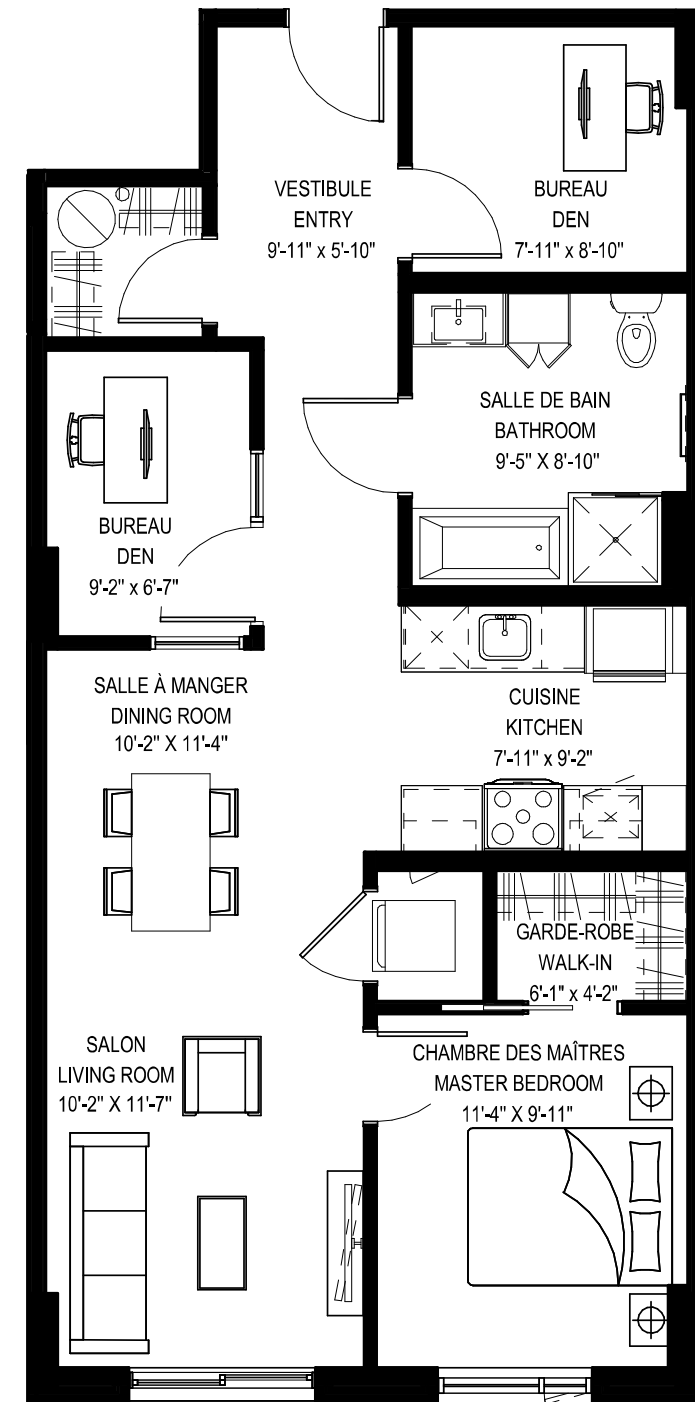 VESTIBULE
ENTRY
9'-11" x 5'-10"
BUREAU
DEN
7'-11" x 8'-10"
SALLE DE BAIN
BATHROOM
9'-5" X 8'-10"
BUREAU
DEN
9'-2" x 6'-7"
SALLE À MANGER
DINING ROOM
10'-2" X 11'-4"
CUISINE
KITCHEN
7'-11" x 9'-2"
GARDE-ROBE
WALK-IN
6'-1" x 4'-2"
SALON
LIVING ROOM
10'-2" X 11'-7"
CHAMBRE DES MAÎTRES
MASTER BEDROOM
11'-4" X 9'-11"